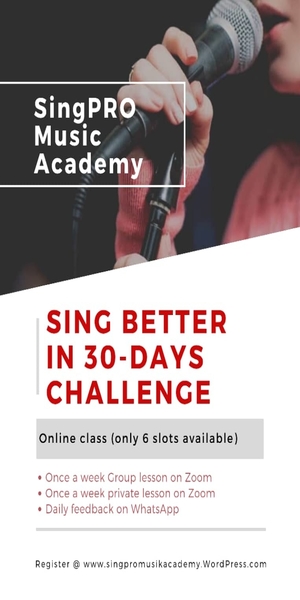 SingPRO
Music
Academy
SING BETTER
IN 30-DAYS
CHALLENGE
Online class (only 6 slots available)
• Once a week Group lesson on Zoom
• Once a week private lesson on Zoom
• Daily feedback on WhatsApp
Register @ www.singpromusikacademy.WordPress.com